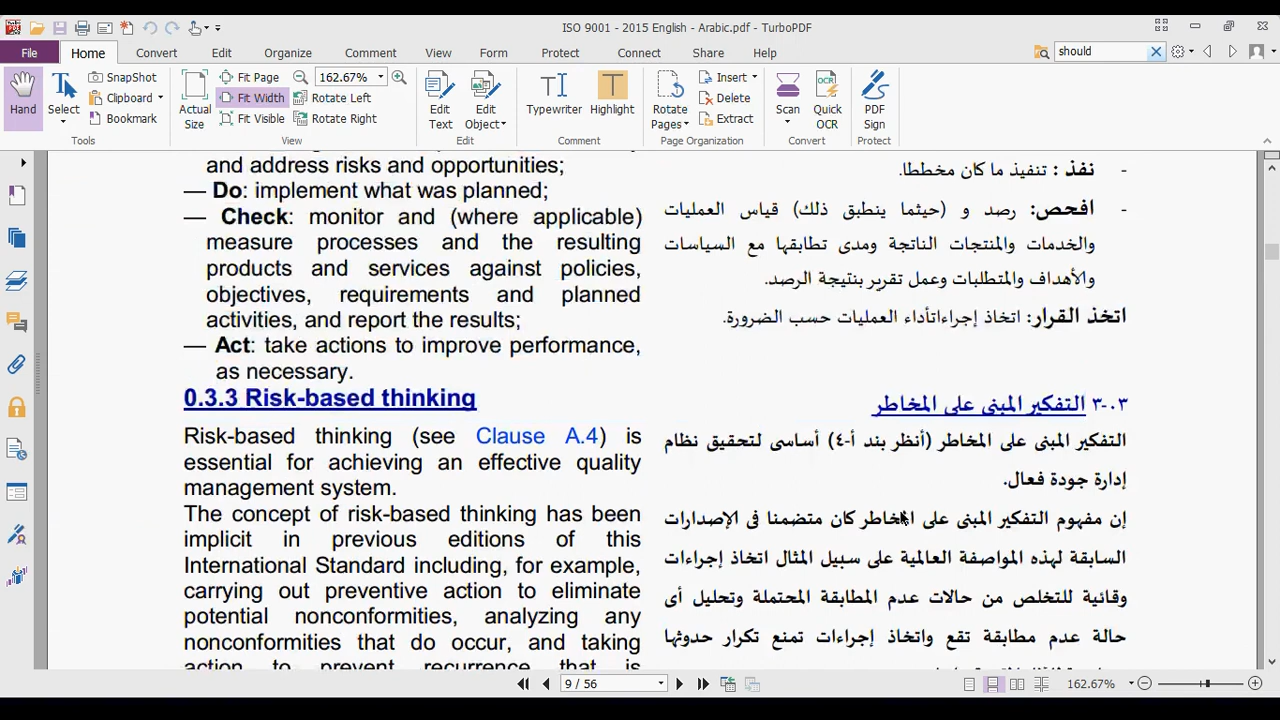 ISO 9001 - 2015 English - Arabic.pdf - TurboPDF
File Home Convert Edit Organize Comment View Form Protect Connect Share Help
should
Hand
Select
SnapShot
Clipboard
Bookmark
Tools
Actual Size
Fit Page
Fit Width
Fit Visible
162.67%
Rotate Left
Rotate Right
View
Edit Text
Edit Object
Edit
Typewriter
Highlight
Comment
Rotate Pages
Insert
Delete
Extract
Page Organization
Scan
OCR
Quick OCR
Convert
PDF Sign
Protect
and address risks and opportunities;
— Do: implement what was planned;
— Check: monitor and (where applicable)
measure processes and the resulting
products and services against policies,
objectives, requirements and planned
activities, and report the results;
— Act: take actions to improve performance,
as necessary.
0.3.3 Risk-based thinking
Risk-based thinking (see Clause A.4) is
essential for achieving an effective quality
management system.
The concept of risk-based thinking has been
implicit in previous editions of this
International Standard including, for example,
carrying out preventive action to eliminate
potential nonconformities, analyzing any
nonconformities that do occur, and taking
action to prevent recurrence that is
- نفذ : تنفيذ ما كان مخططا.
- افحص: رصد و (حيثما ينطبق ذلك) قياس العمليات
والخدمات والمنتجات الناتجة ومدى تطابقها مع السياسات
والأهداف والمتطلبات وعمل تقرير بنتيجة الرصد.
اتخذ القرار: اتخاذ إجراءاتأداء العمليات حسب الضرورة.
٣-٠٣ التفكير المبنى على المخاطر
التفكير المبنى على المخاطر (أنظر بند أ-٤) أساسى لتحقيق نظام
إدارة جودة فعال.
إن مفهوم التفكير المبنى على المخاطر كان متضمنا فى الإصدارات
السابقة لهذه المواصفة العالمية على سبيل المثال اتخاذ إجراءات
وقائية للتخلص من حالات عدم المطابقة المحتملة وتحليل أى
حالة عدم مطابقة تقع واتخاذ إجراءات تمنع تكرار حدوثها
9 / 56
162.67%